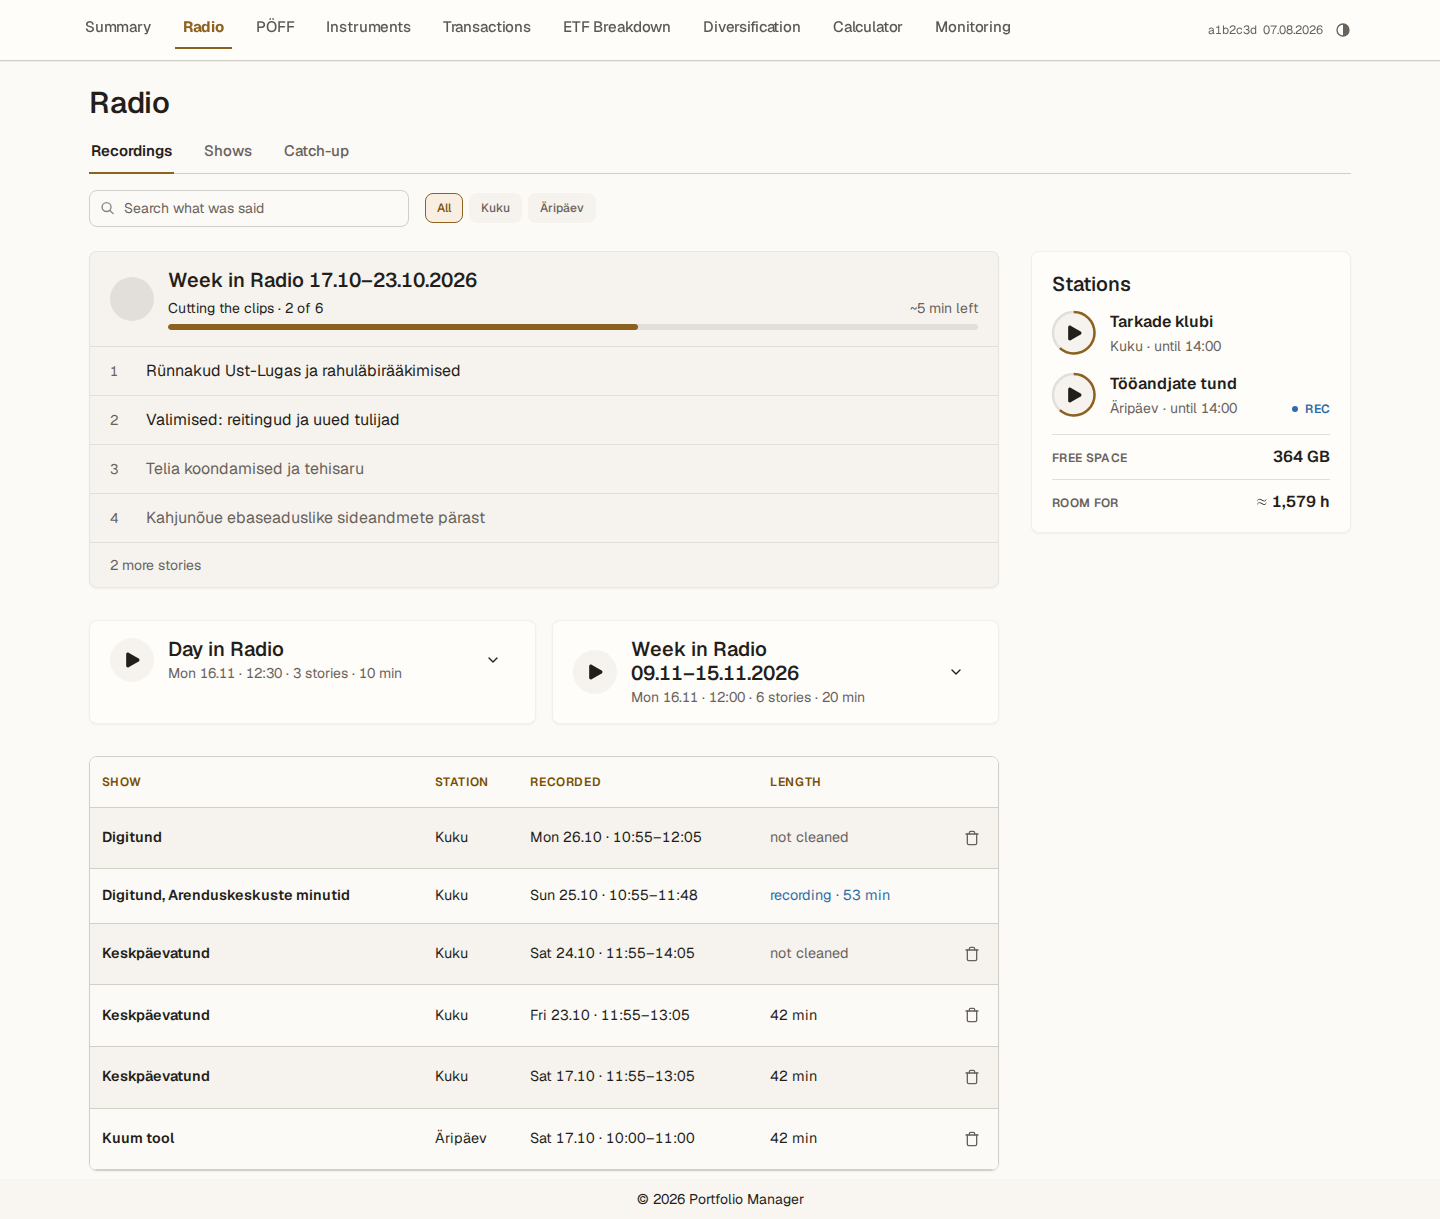 Summary Radio PÖFF Instruments Transactions ETF Breakdown Diversification Calculator Monitoring a1b2c3d 07.08.2026
Radio
Recordings Shows Catch-up
Search what was said All Kuku Äripäev
Week in Radio 17.10–23.10.2026
Cutting the clips · 2 of 6 ~5 min left
1 Rünnakud Ust-Lugas ja rahuläbirääkimised
2 Valimised: reitingud ja uued tulijad
3 Telia koondamised ja tehisaru
4 Kahjunõue ebaseaduslike sideandmete pärast
2 more stories
Stations
Tarkade klubi
Kuku · until 14:00
Tööandjate tund
Äripäev · until 14:00 REC
FREE SPACE 364 GB
ROOM FOR ≈ 1,579 h
Day in Radio
Mon 16.11 · 12:30 · 3 stories · 10 min
Week in Radio
09.11–15.11.2026
Mon 16.11 · 12:00 · 6 stories · 20 min
SHOW STATION RECORDED LENGTH
Digitund Kuku Mon 26.10 · 10:55–12:05 not cleaned
Digitund, Arenduskeskuste minutid Kuku Sun 25.10 · 10:55–11:48 recording · 53 min
Keskpäevatund Kuku Sat 24.10 · 11:55–14:05 not cleaned
Keskpäevatund Kuku Fri 23.10 · 11:55–13:05 42 min
Keskpäevatund Kuku Sat 17.10 · 11:55–13:05 42 min
Kuum tool Äripäev Sat 17.10 · 10:00–11:00 42 min
© 2026 Portfolio Manager